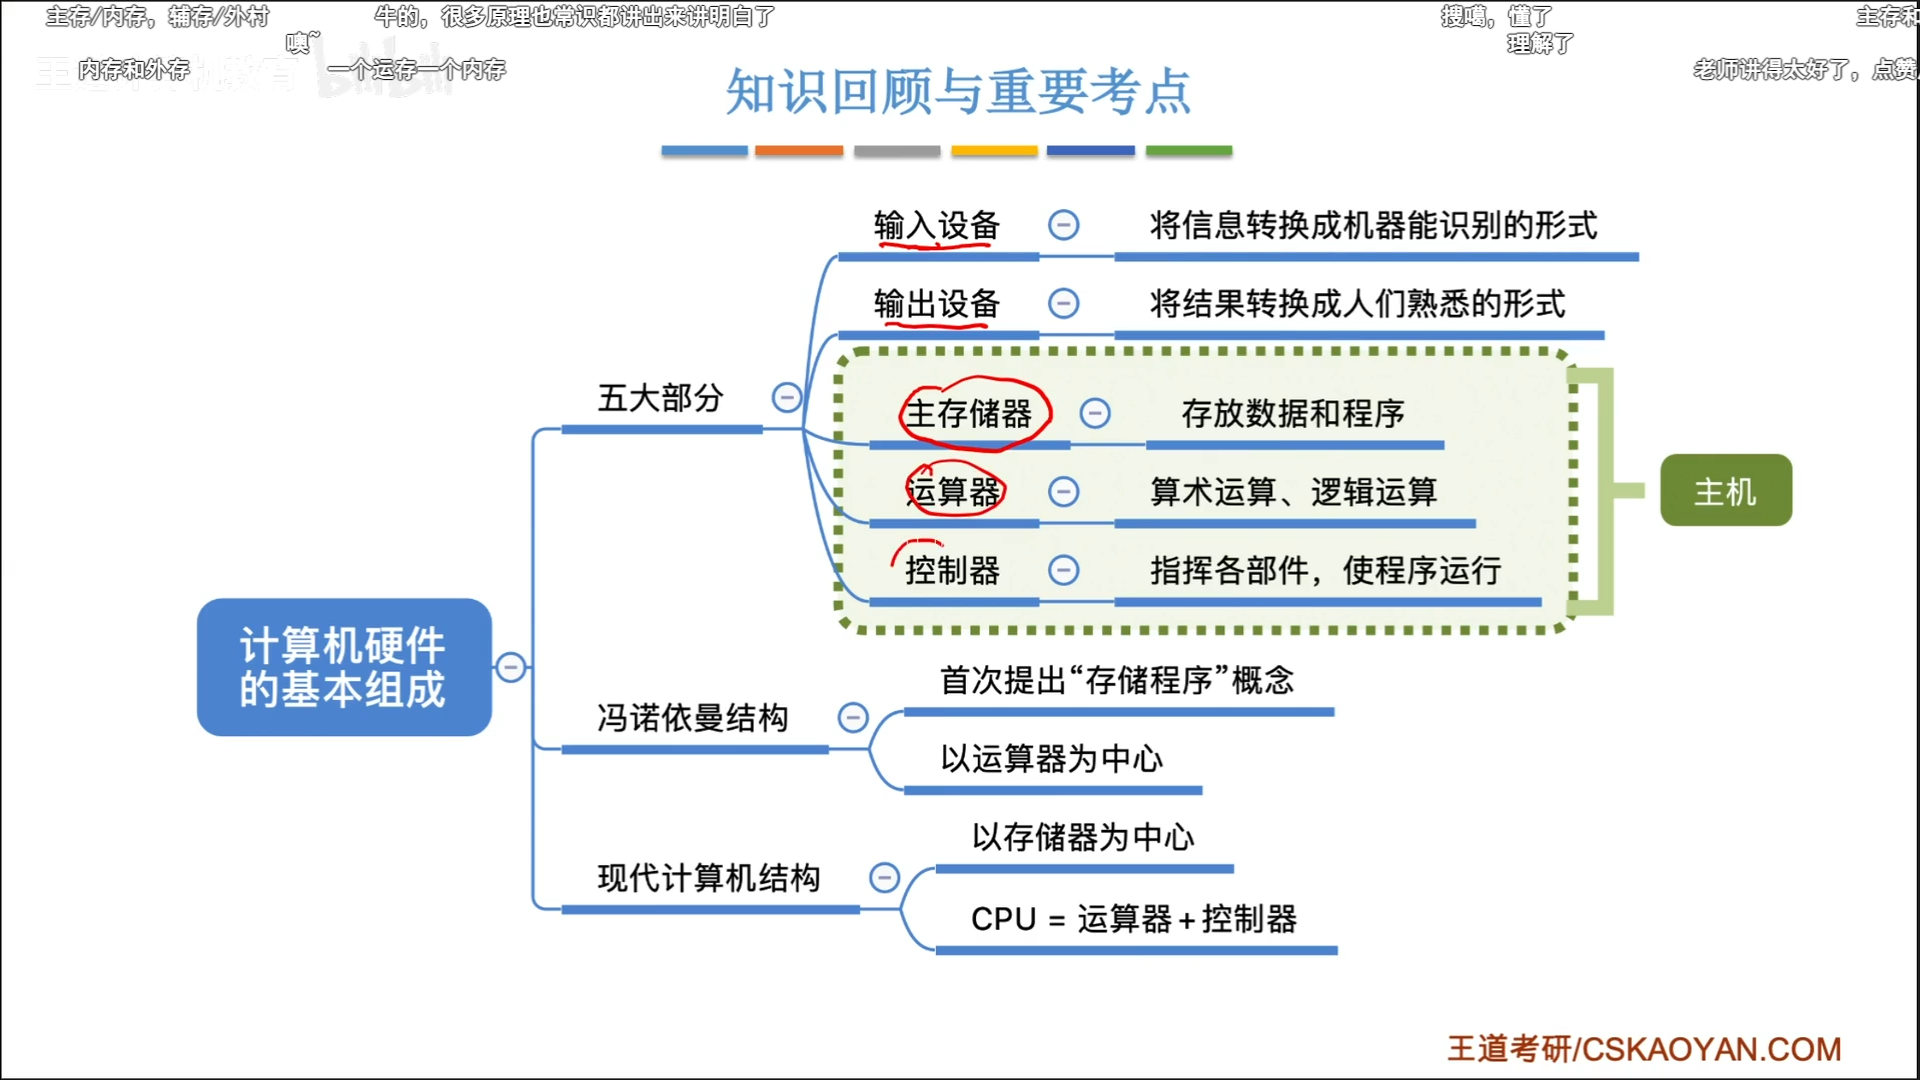 主存/内存，辅存/外村
牛的，很多原理也常识都讲出来讲明白了
搜噶，懂了
主存和
噢~
理解了
内存和外存
bilibili
一个运存一个内存
老师讲得太好了，点赞
知识回顾与重要考点
输入设备
将信息转换成机器能识别的形式
输出设备
将结果转换成人们熟悉的形式
五大部分
主存储器
存放数据和程序
运算器
算术运算、逻辑运算
主机
控制器
指挥各部件，使程序运行
计算机硬件
的基本组成
冯诺依曼结构
首次提出“存储程序”概念
以运算器为中心
现代计算机结构
以存储器为中心
CPU = 运算器+控制器
王道考研/CSKAOYAN.COM